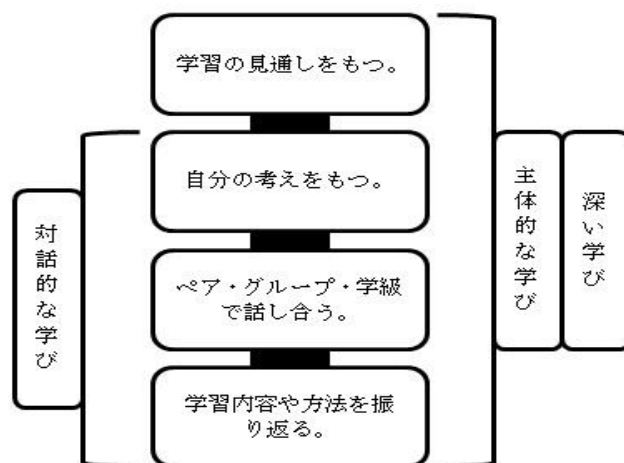 学習の見通しをもつ。
自分の考えをもつ。
ペア・グループ・学級
で話し合う。
学習内容や方法を振
り返る。
対話的な学び
主体的な学び
深い学び